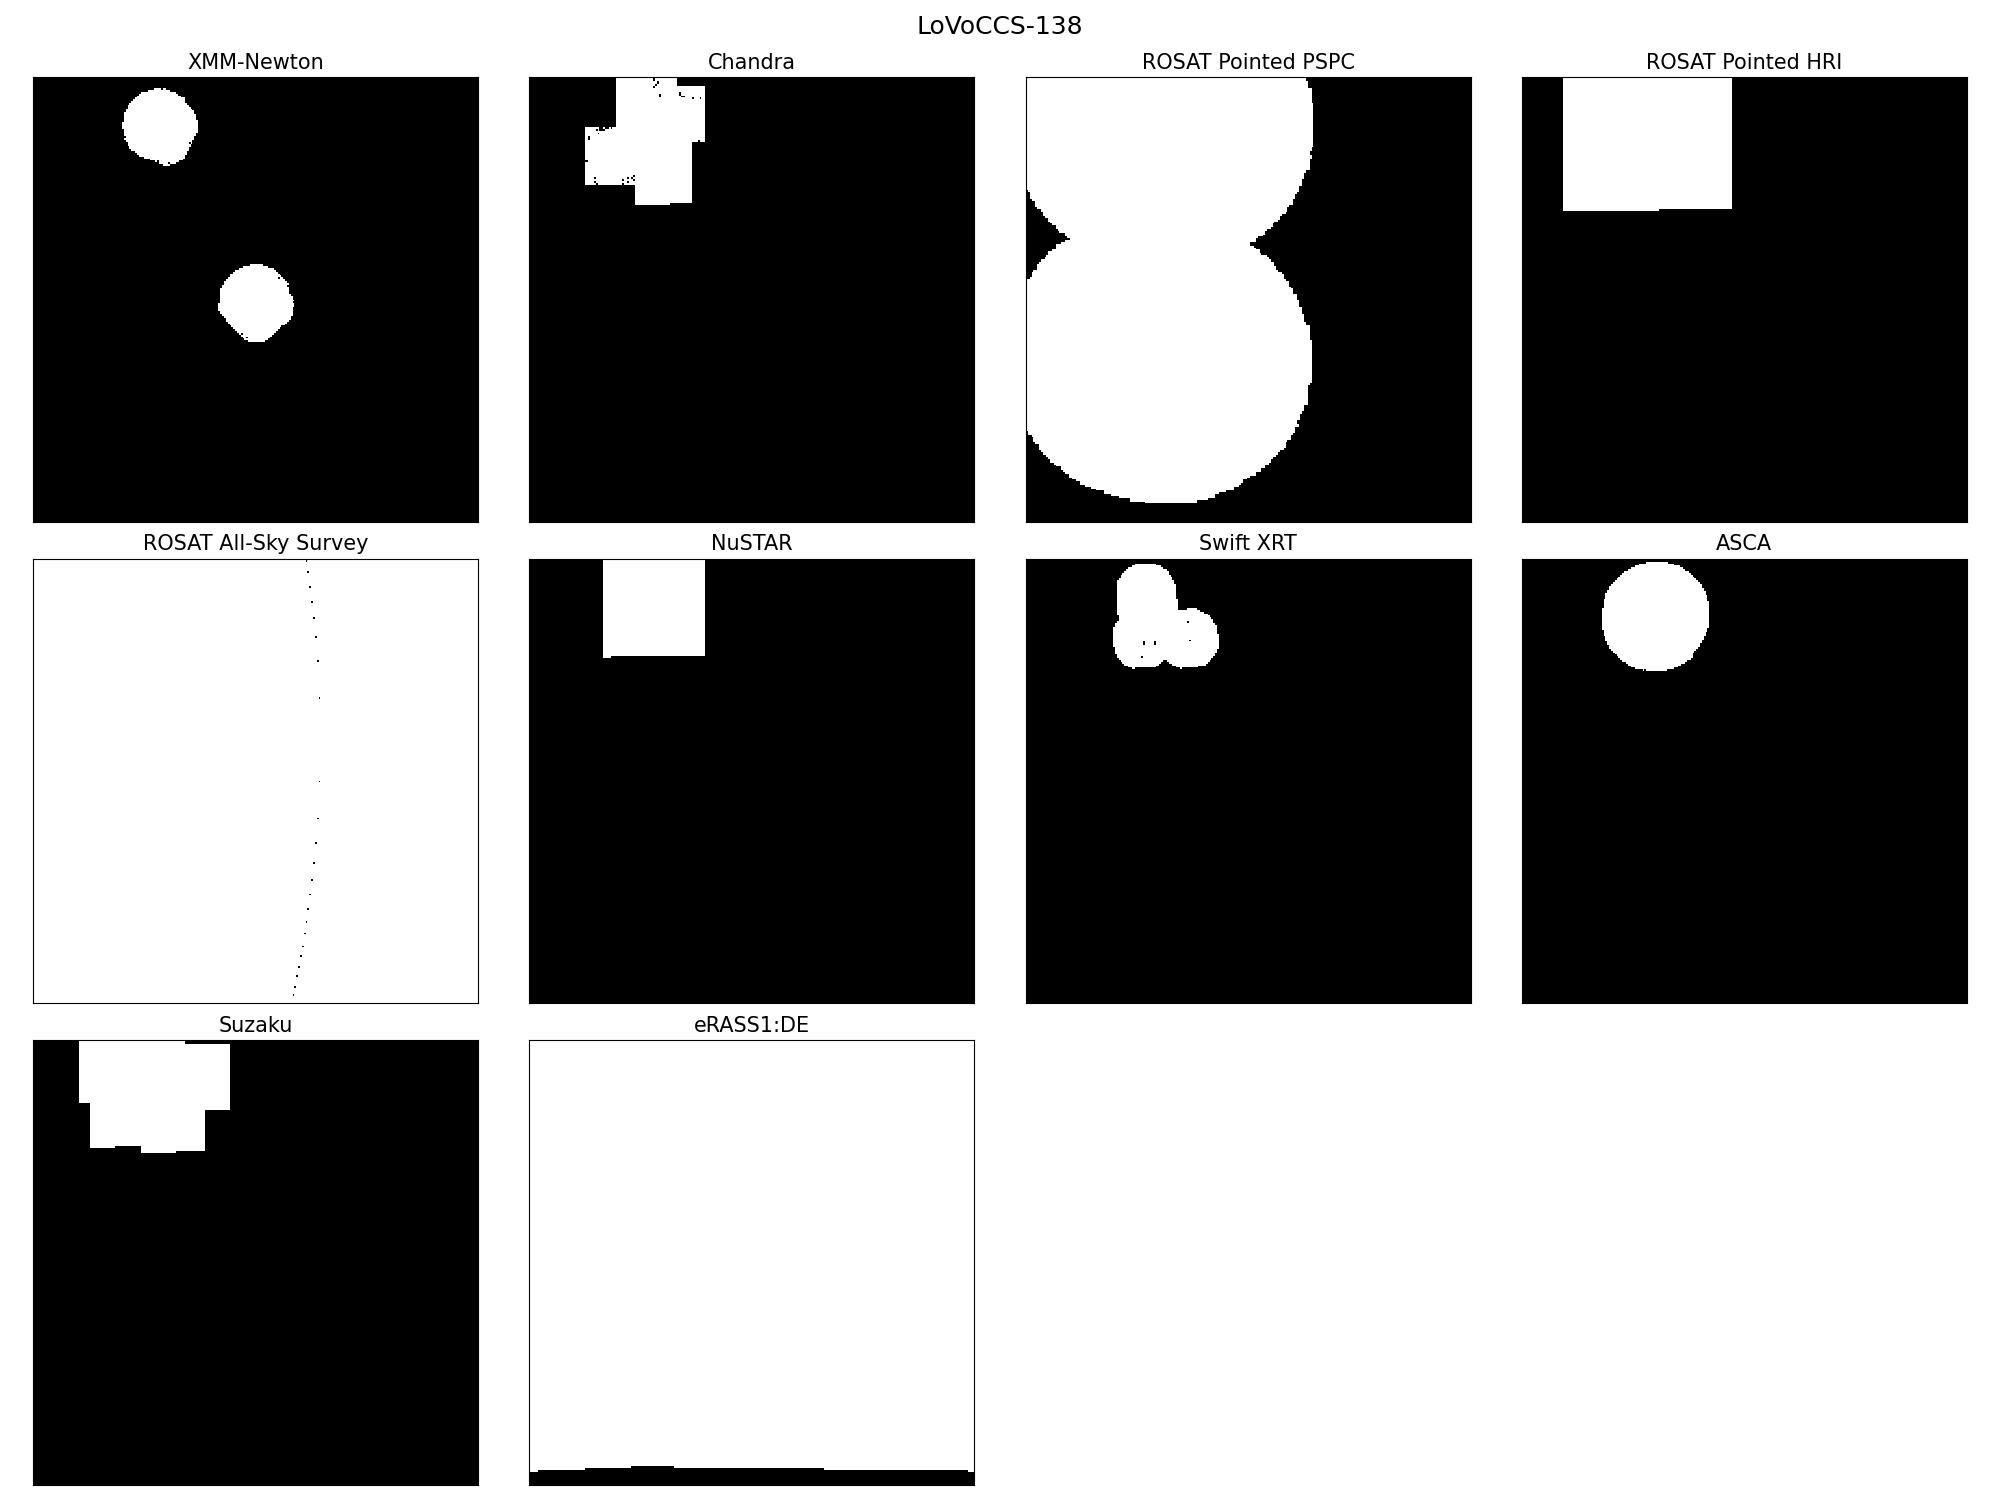 LoVoCCS-138
XMM-Newton
Chandra
ROSAT Pointed PSPC
ROSAT Pointed HRI
ROSAT All-Sky Survey
NuSTAR
Swift XRT
ASCA
Suzaku
eRASS1:DE